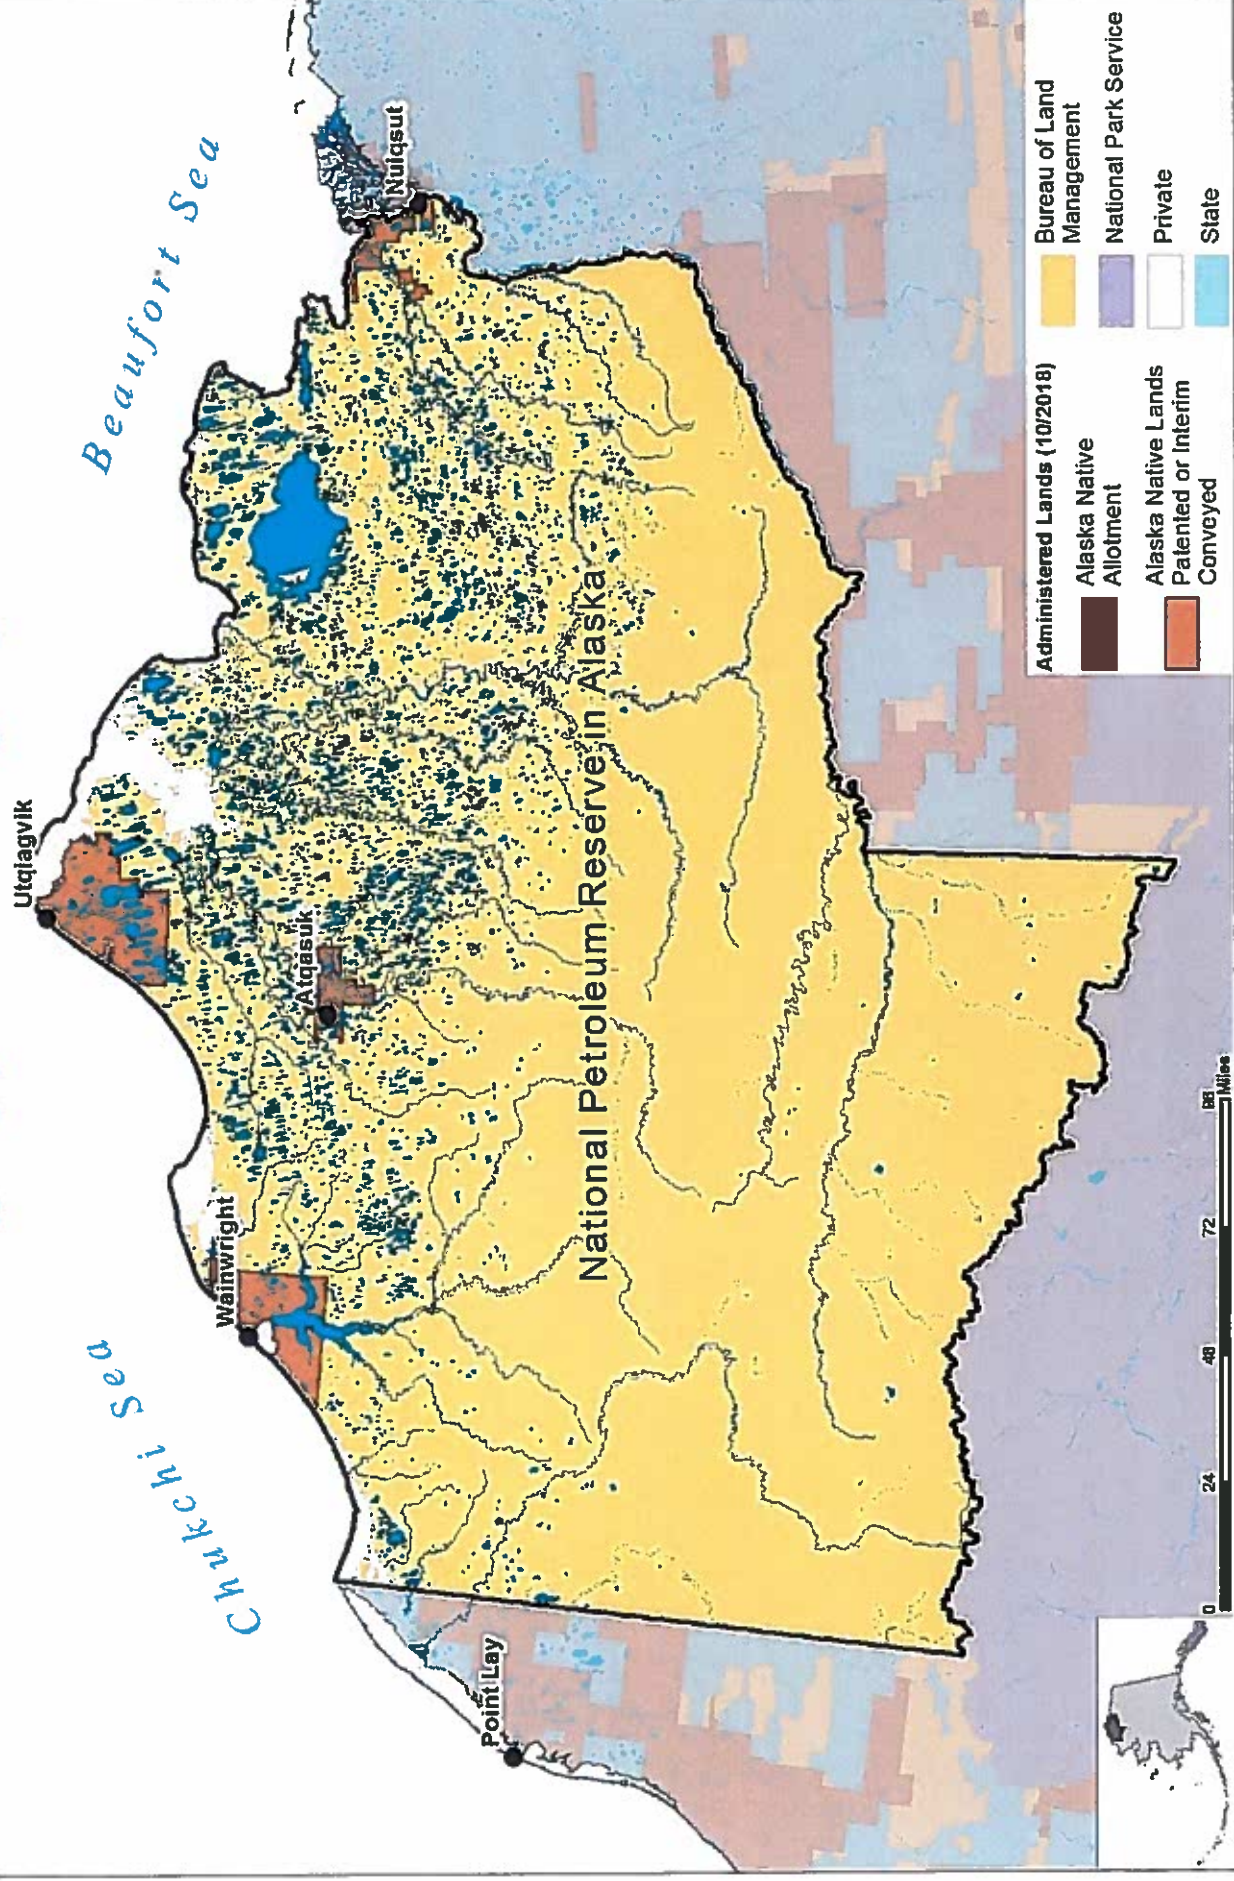 Beaufort Sea
Chukchi Sea
Utqiagvik
Nuiqsut
Atqasuk
Wainwright
Point Lay
National Petroleum Reserve in Alaska
Administered Lands (10/2018)
Alaska Native
Allotment
Alaska Native Lands
Patented or Interim
Conveyed
Bureau of Land
Management
National Park Service
Private
State
0 24 48 72 96
Miles